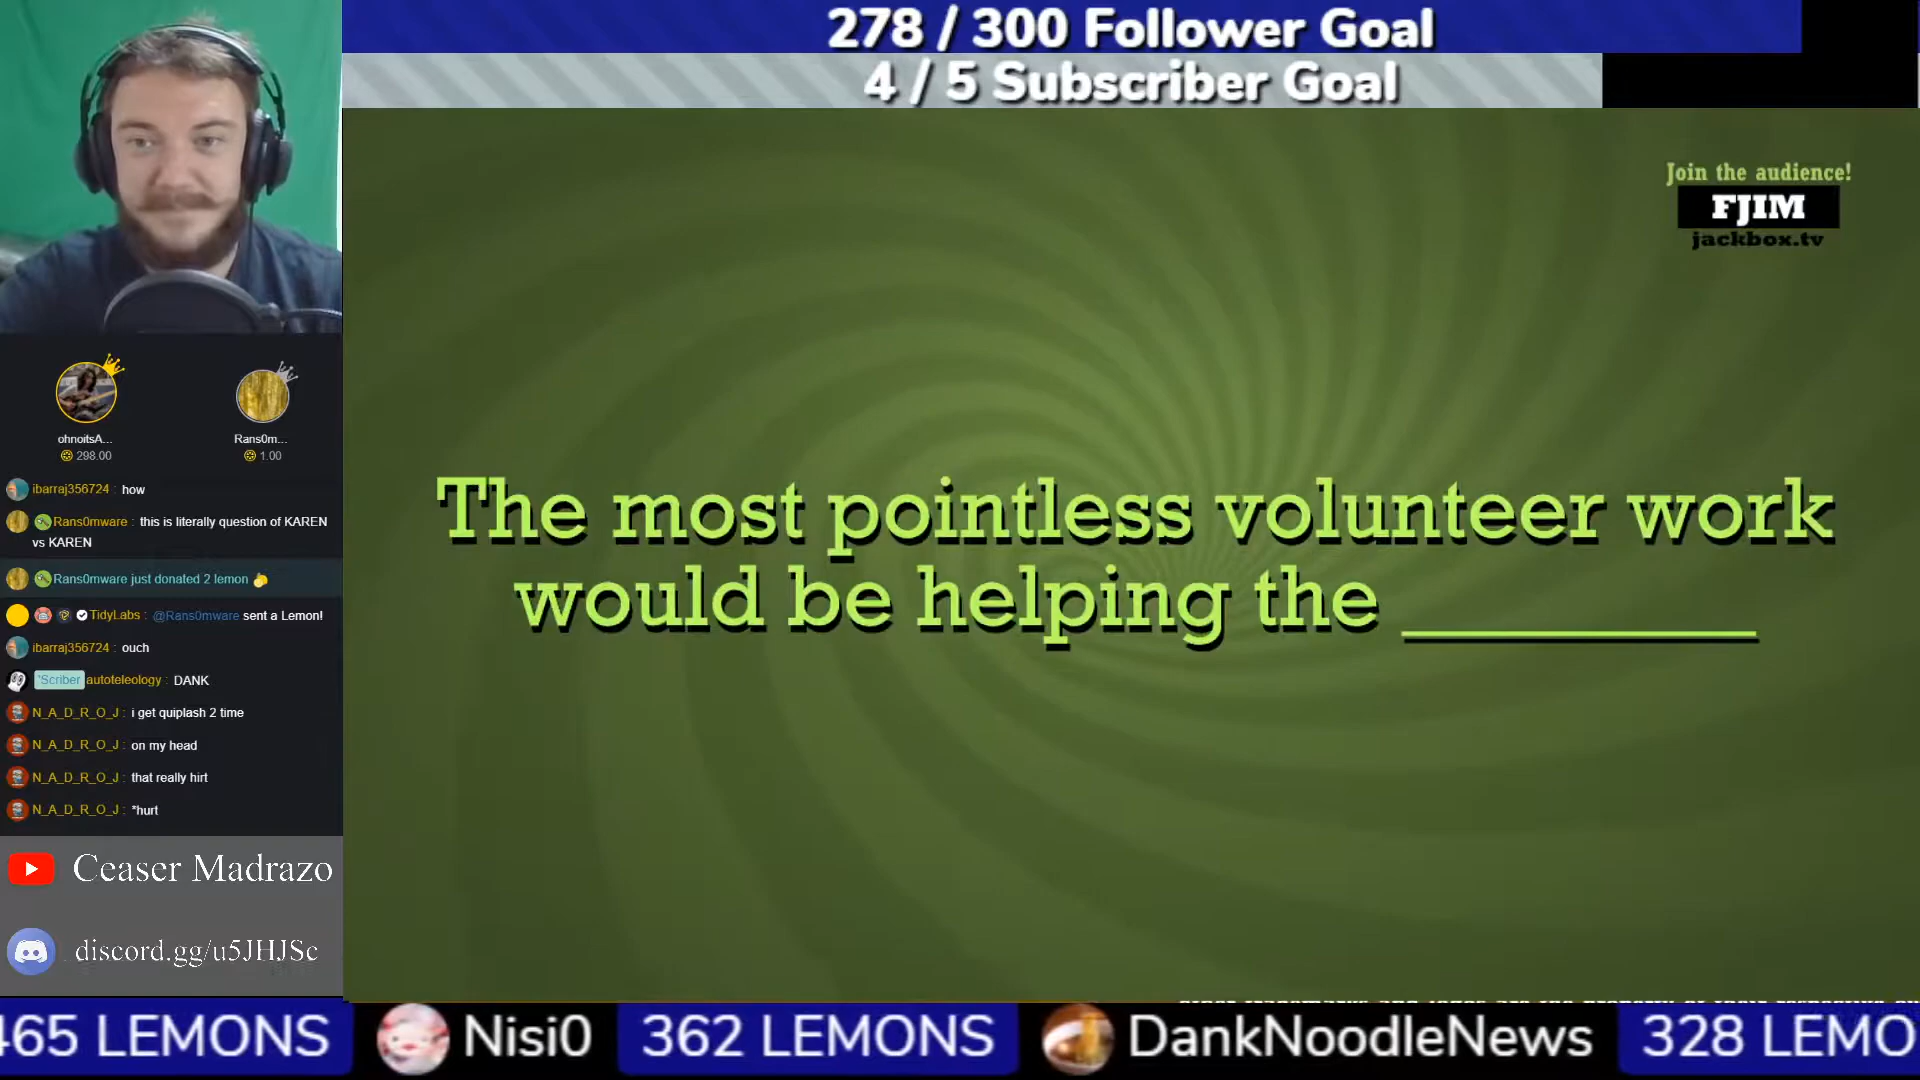 278 / 300 Follower Goal
4 / 5 Subscriber Goal
Join the audience!
FJIM
jackbox.tv
The most pointless volunteer work
would be helping the __________
ohnoitsA...
298.00
Rans0m...
1.00
ibarraj356724 : how
Rans0mware : this is literally question of KAREN
vs KAREN
Rans0mware just donated 2 lemon
TidyLabs : @Rans0mware sent a Lemon!
ibarraj356724 : ouch
'Scriber autoteleology : DANK
N_A_D_R_O_J : i get quiplash 2 time
N_A_D_R_O_J : on my head
N_A_D_R_O_J : that really hirt
N_A_D_R_O_J : *hurt
Ceaser Madrazo
discord.gg/u5JHJSc
465 LEMONS
Nisi0
362 LEMONS
DankNoodleNews
328 LEMO